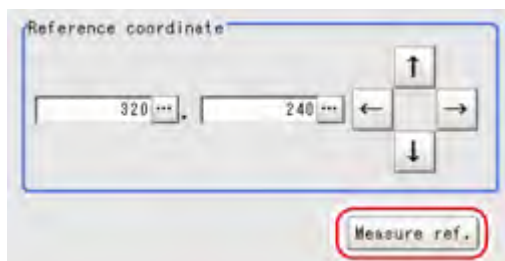 Reference coordinate
↑
320 ... , 240 ... ← →
↓
Measure ref.